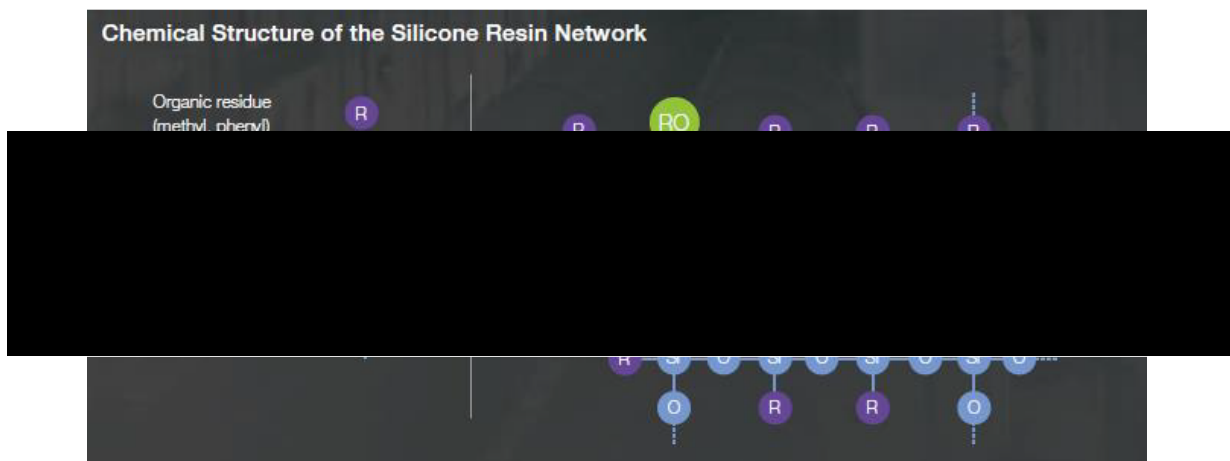 Chemical Structure of the Silicone Resin Network
Organic residue
(methyl, phenyl)
R
R RO R R R
R Si O Si O Si O Si O
O R R O